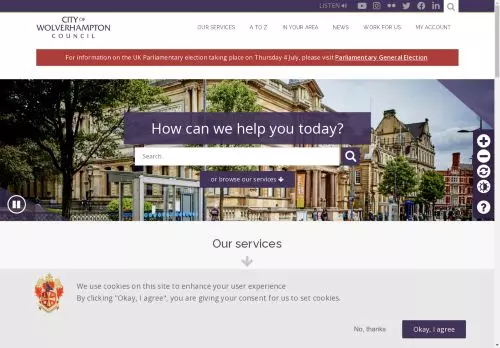 LISTEN
CITY OF
WOLVERHAMPTON
COUNCIL
OUR SERVICES
A TO Z
IN YOUR AREA
NEWS
WORK FOR US
MY ACCOUNT
For information on the UK Parliamentary election taking place on Thursday 4 July, please visit Parliamentary General Election.
How can we help you today?
Search..
or browse our services
Our services
We use cookies on this site to enhance your user experience
By clicking "Okay, I agree", you are giving your consent for us to set cookies.
No, thanks
Okay, I agree